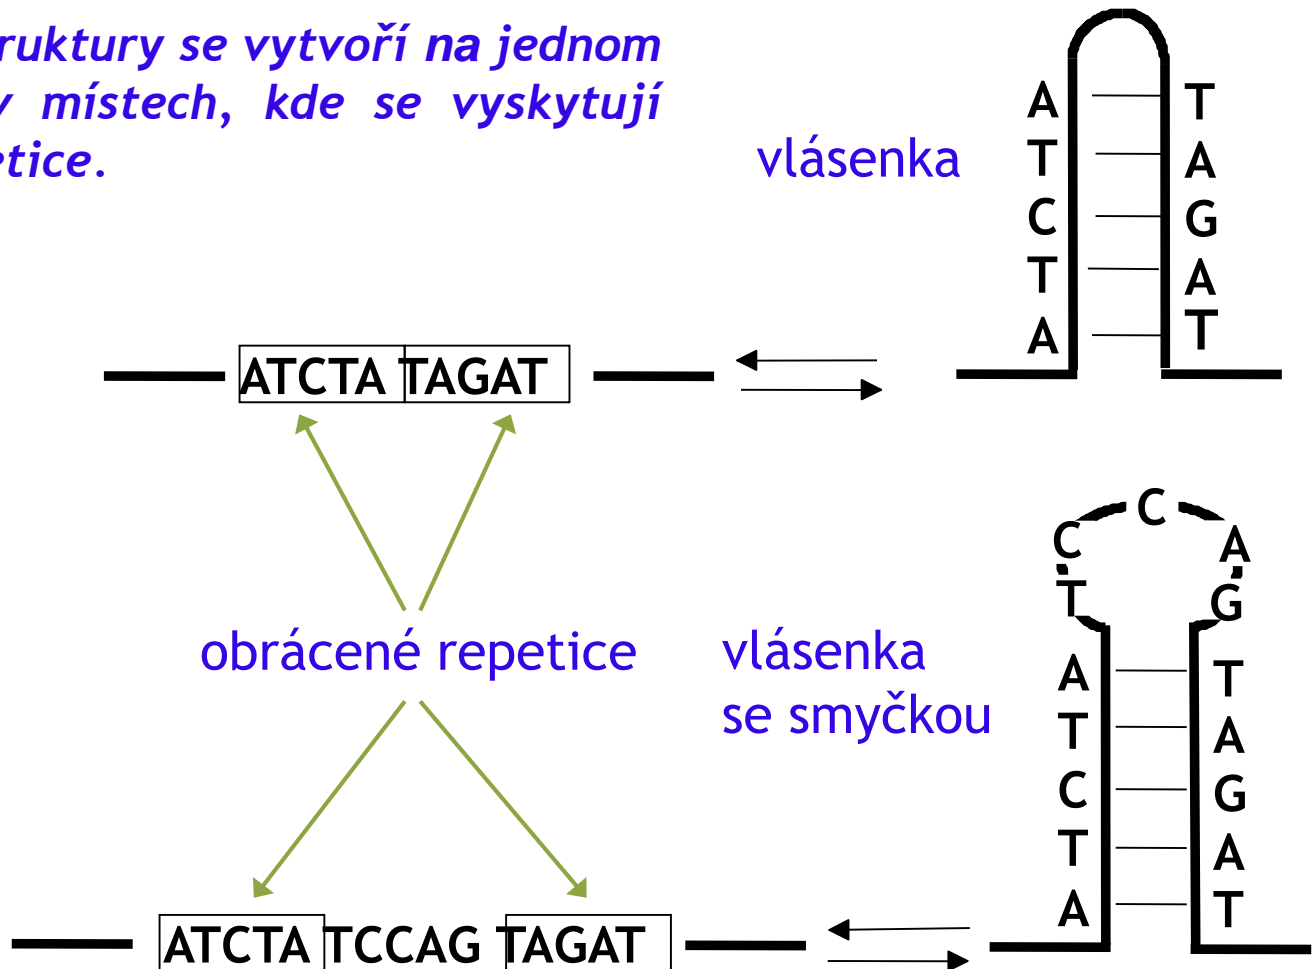 ruktury se vytvoří na jednom
v místech, kde se vyskytují
etice.
vlásenka
A T
T A
C G
T A
A T
ATCTA TAGAT
obrácené repetice
vlásenka
se smyčkou
C
C A
T G
A T
T A
C G
T A
A T
ATCTA TCCAG TAGAT